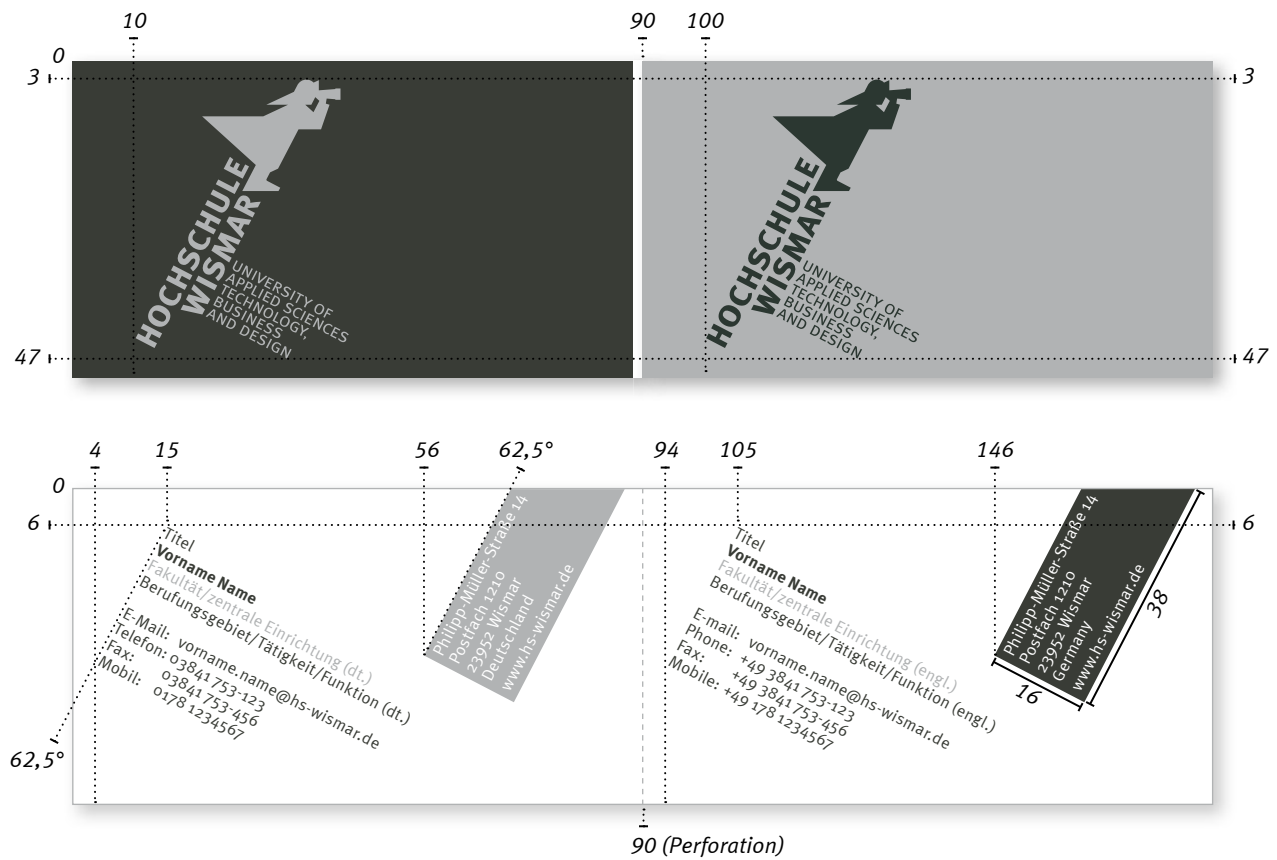 10
90
100
0
3
3
HOCHSCHULE
WISMAR
UNIVERSITY OF
APPLIED SCIENCES
TECHNOLOGY,
BUSINESS
AND DESIGN
HOCHSCHULE
WISMAR
UNIVERSITY OF
APPLIED SCIENCES
TECHNOLOGY,
BUSINESS
AND DESIGN
47
47
4
15
56
62,5°
94
105
146
0
6
6
Titel
Vorname Name
Fakultät/zentrale Einrichtung (dt.)
Berufungsgebiet/Tätigkeit/Funktion (dt.)
E-Mail: vorname.name@hs-wismar.de
Telefon: 03841 753-123
Fax: 03841 753-456
Mobil: 0178 1234567
62,5°
Philipp-Müller-Straße 14
Postfach 1210
23952 Wismar
Deutschland
www.hs-wismar.de
Titel
Vorname Name
Fakultät/zentrale Einrichtung (engl.)
Berufungsgebiet/Tätigkeit/Funktion (engl.)
E-mail: vorname.name@hs-wismar.de
Phone: +49 3841 753-123
Fax: +49 3841 753-456
Mobile: +49 178 1234567
Philipp-Müller-Straße 14
Postfach 1210
23952 Wismar
Germany
www.hs-wismar.de
38
16
90 (Perforation)